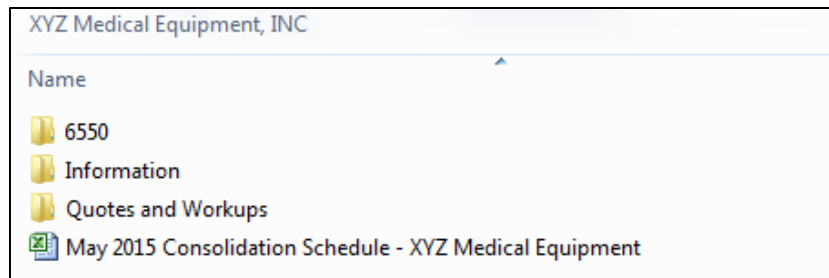 XYZ Medical Equipment, INC
Name
6550
Information
Quotes and Workups
May 2015 Consolidation Schedule - XYZ Medical Equipment